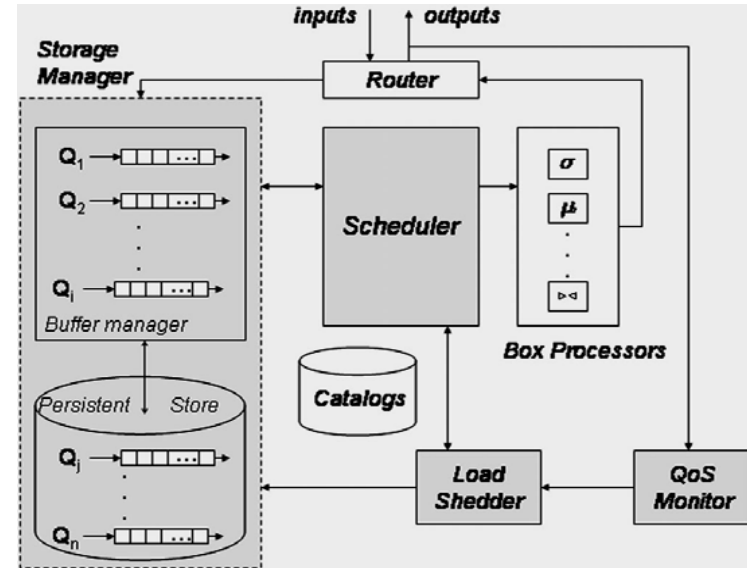 inputs outputs
Storage
Manager
Router
Q1
Q2
Qi
Buffer manager
Scheduler
σ
μ
⋈
Box Processors
Persistent Store
Catalogs
Qj
Qn
Load
Shedder
QoS
Monitor